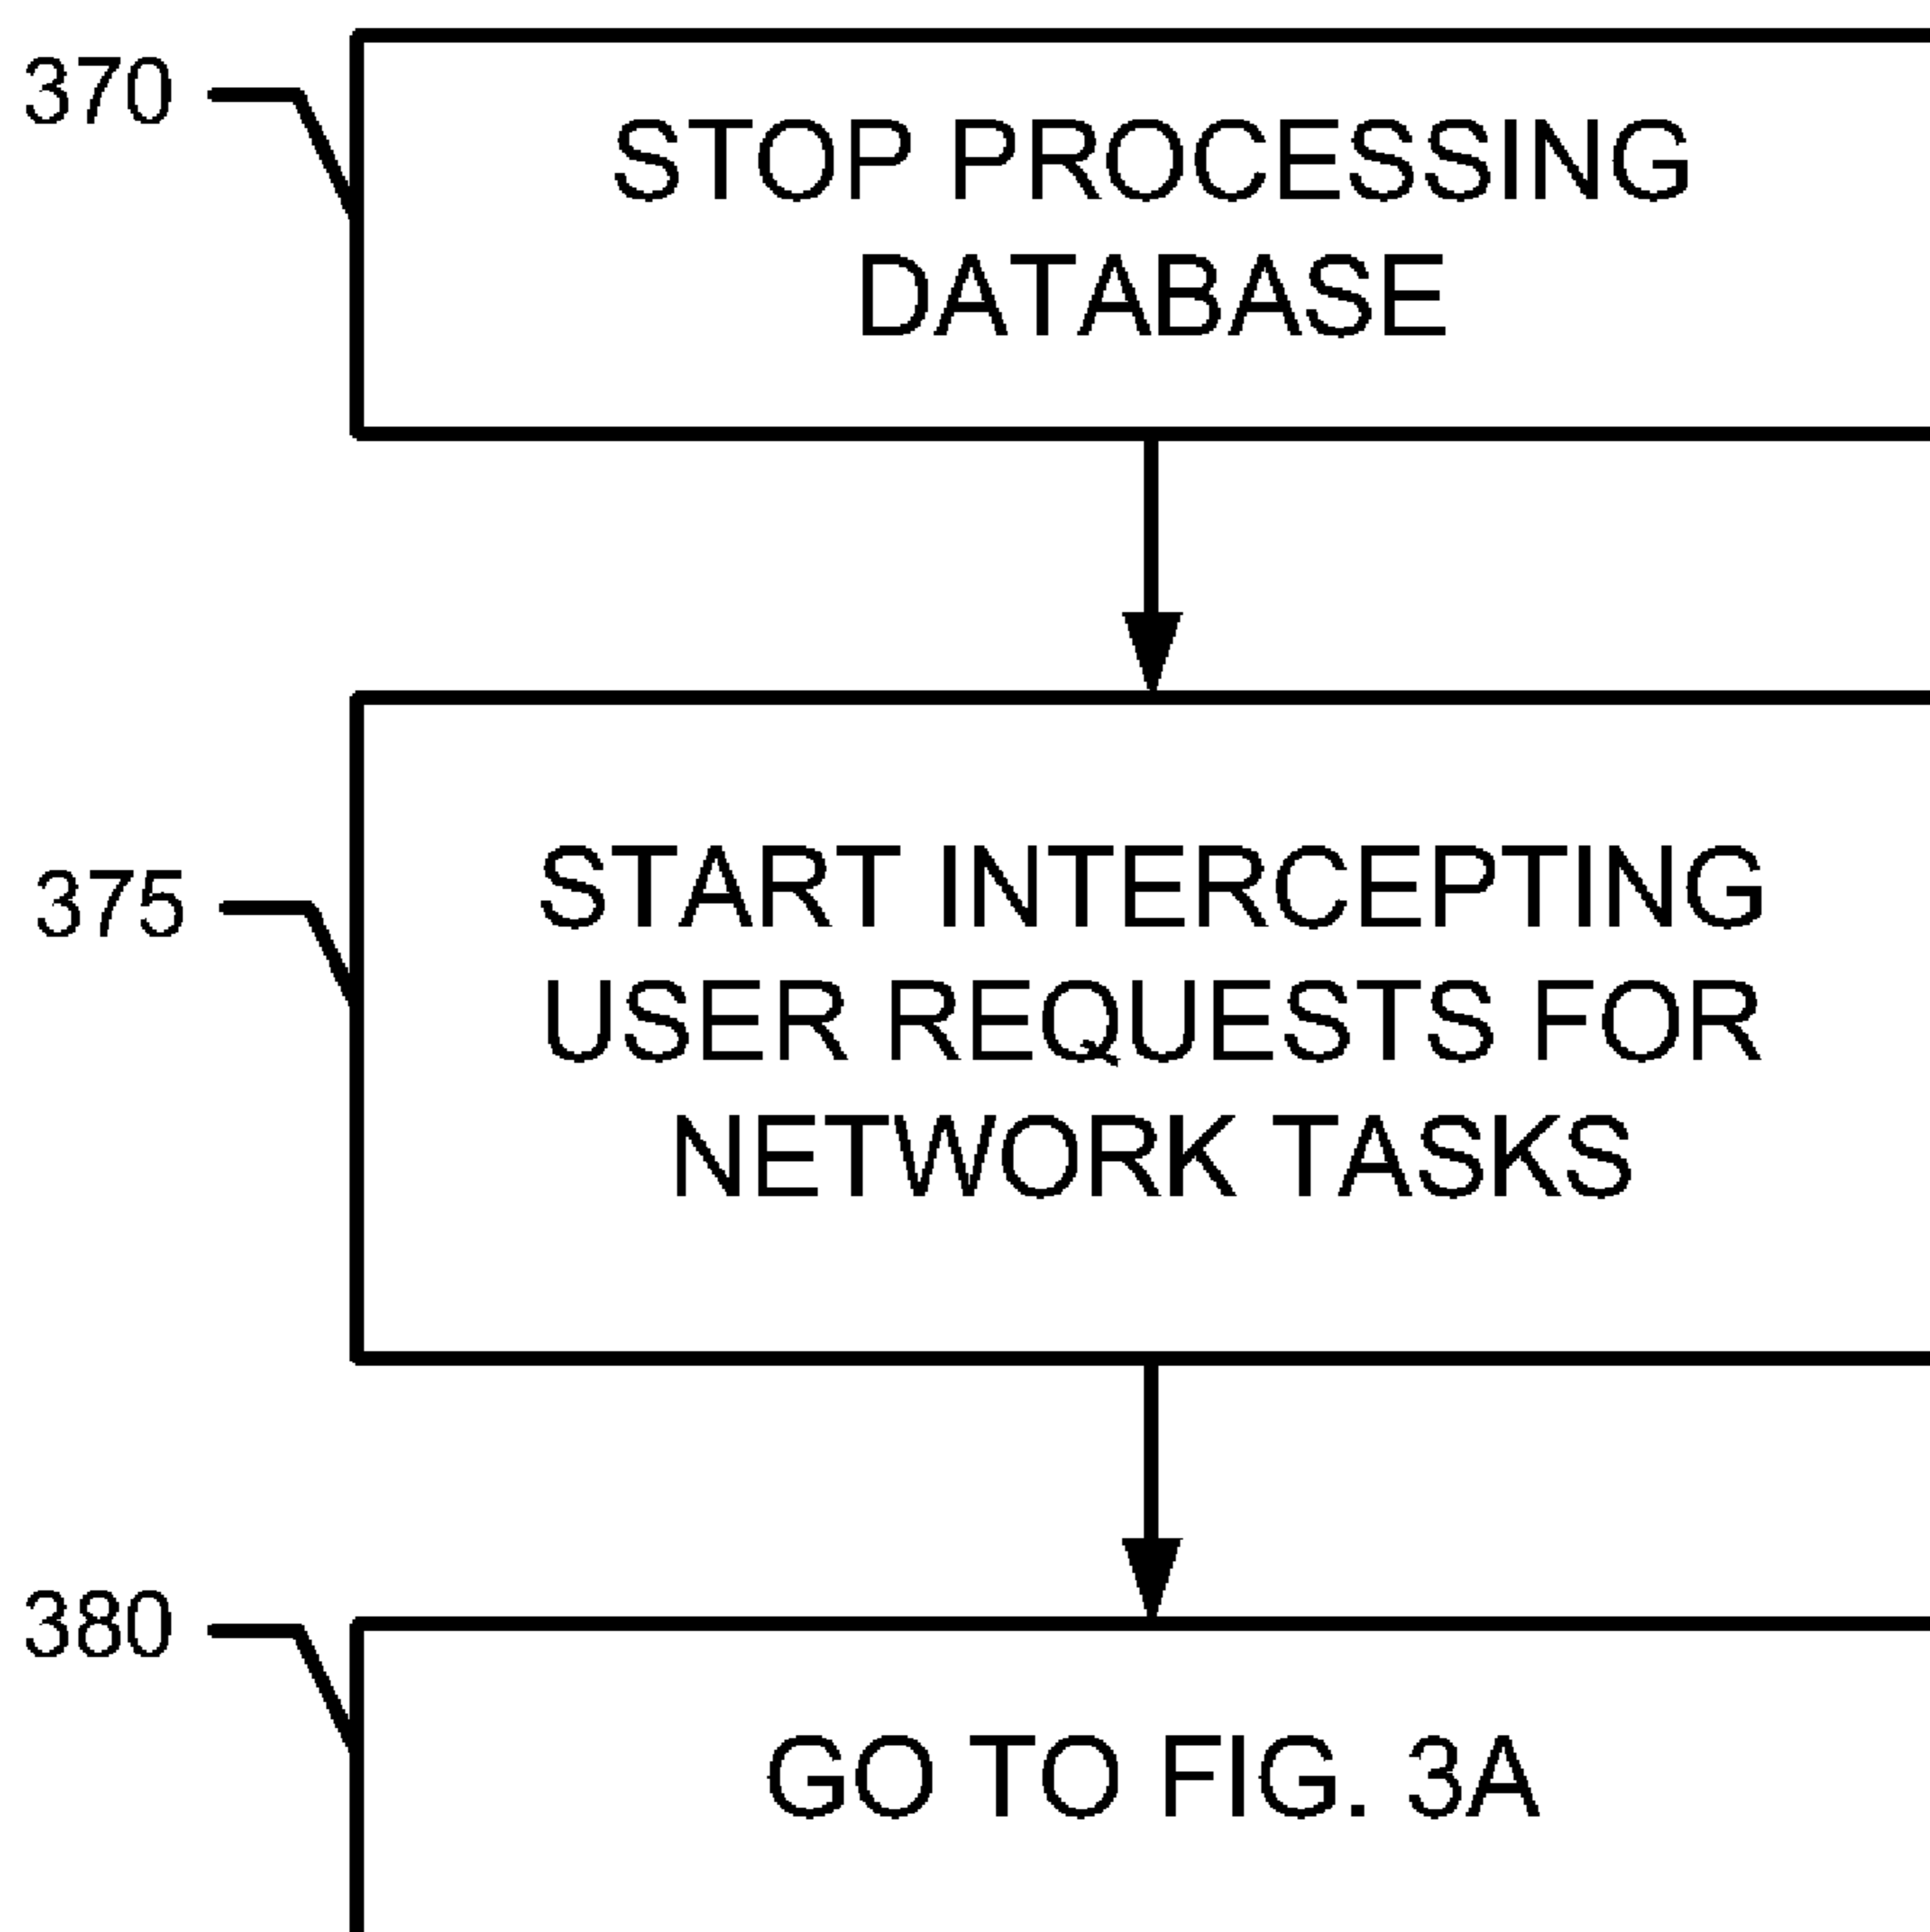 370
STOP PROCESSING
DATABASE
375
START INTERCEPTING
USER REQUESTS FOR
NETWORK TASKS
380
GO TO FIG. 3A